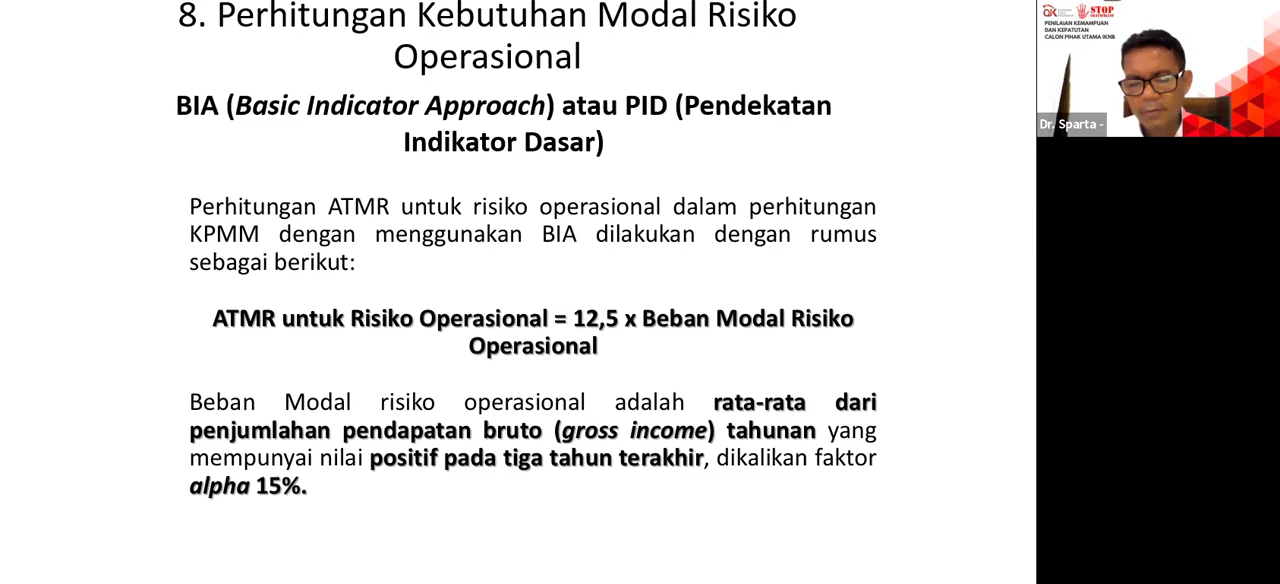 8. Perhitungan Kebutuhan Modal Risiko
Operasional
BIA (Basic Indicator Approach) atau PID (Pendekatan
Indikator Dasar)
Perhitungan ATMR untuk risiko operasional dalam perhitungan
KPMM dengan menggunakan BIA dilakukan dengan rumus
sebagai berikut:
ATMR untuk Risiko Operasional = 12,5 x Beban Modal Risiko
Operasional
Beban Modal risiko operasional adalah rata-rata dari
penjumlahan pendapatan bruto (gross income) tahunan yang
mempunyai nilai positif pada tiga tahun terakhir, dikalikan faktor
alpha 15%.
STOP
PENILAIAN KEMAMPUAN
DAN KEPATUTAN
CALON PIHAK UTAMA IKNB
Dr. Sparta -